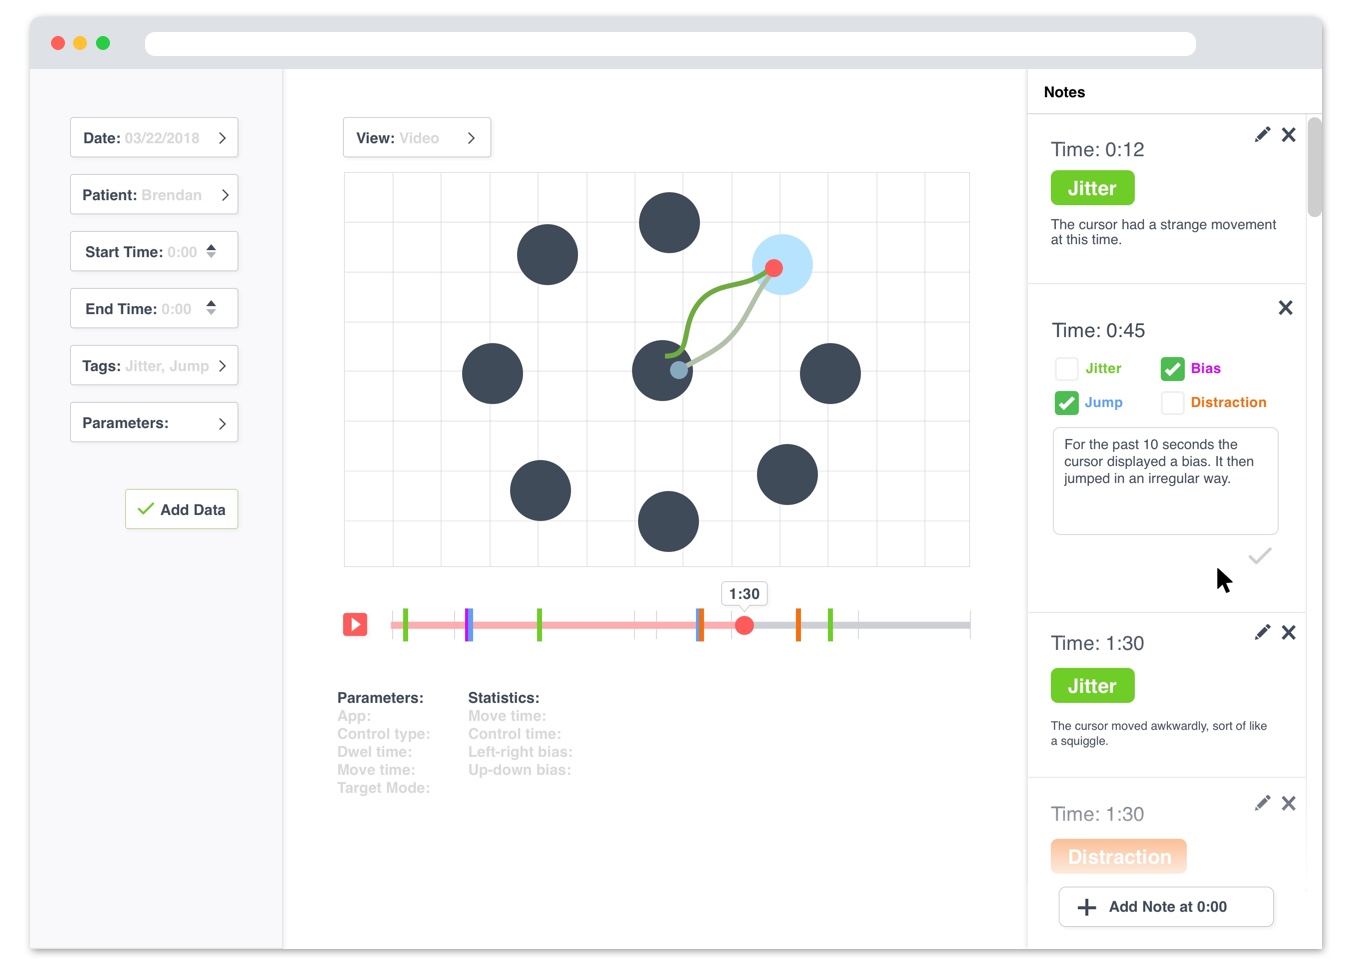 Date: 03/22/2018
Patient: Brendan
Start Time: 0:00
End Time: 0:00
Tags: Jitter, Jump
Parameters:
Add Data
View: Video
1:30
Parameters:
App:
Control type:
Dwel time:
Move time:
Target Mode:
Statistics:
Move time:
Control time:
Left-right bias:
Up-down bias:
Notes
Time: 0:12
Jitter
The cursor had a strange movement
at this time.
Time: 0:45
Jitter
Bias
Jump
Distraction
For the past 10 seconds the
cursor displayed a bias. It then
jumped in an irregular way.
Time: 1:30
Jitter
The cursor moved awkwardly, sort of like
a squiggle.
Time: 1:30
Distraction
Add Note at 0:00